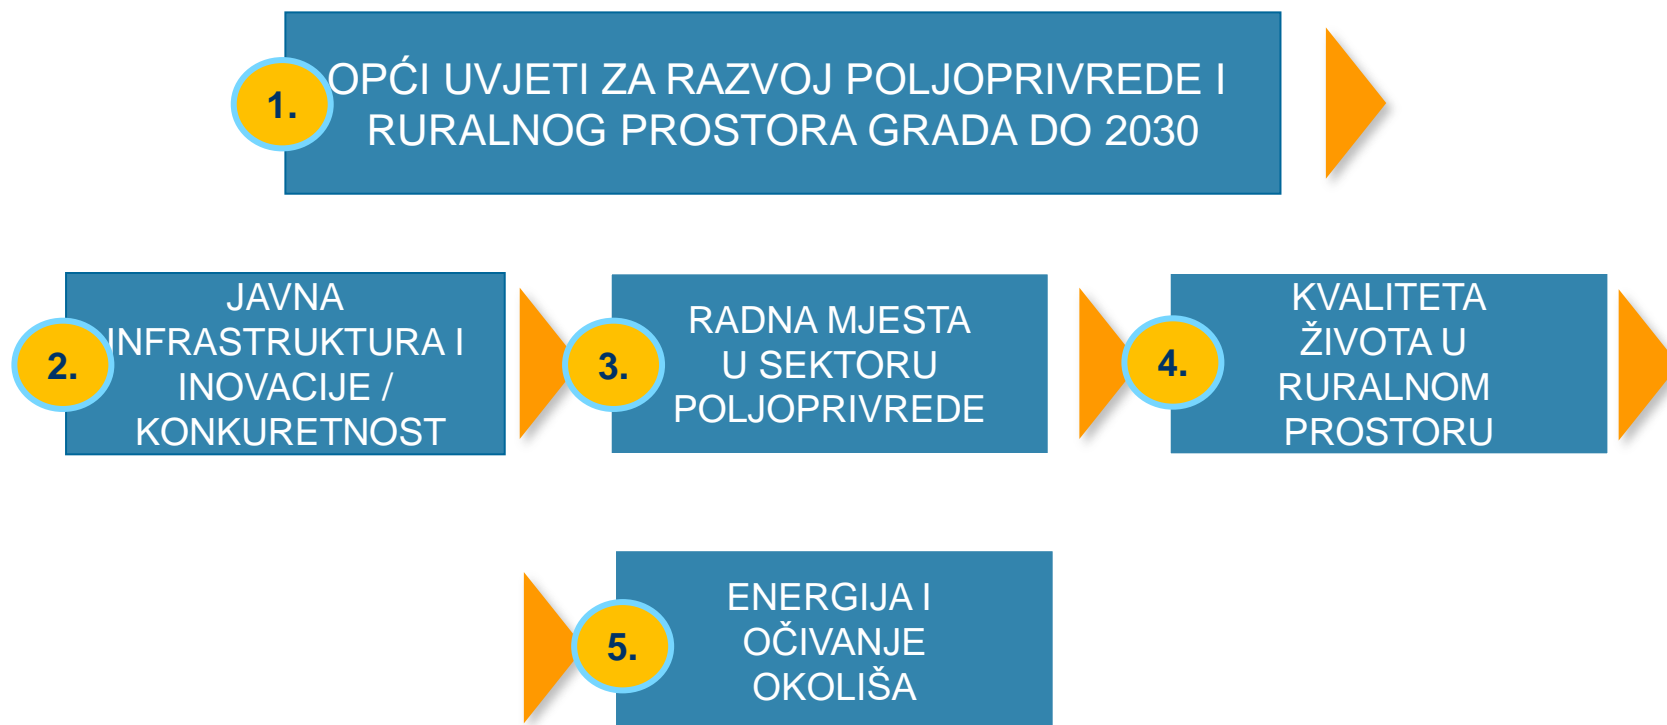 1.
OPĆI UVJETI ZA RAZVOJ POLJOPRIVREDE I
RURALNOG PROSTORA GRADA DO 2030
2.
JAVNA
INFRASTRUKTURA I
INOVACIJE /
KONKURETNOST
3.
RADNA MJESTA
U SEKTORU
POLJOPRIVREDE
4.
KVALITETA
ŽIVOTA U
RURALNOM
PROSTORU
5.
ENERGIJA I
OČIVANJE
OKOLIŠA